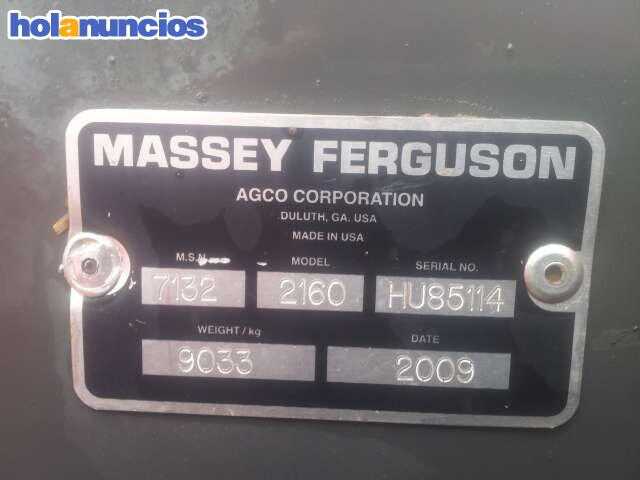 holanuncios
MASSEY FERGUSON
AGCO CORPORATION
DULUTH, GA. USA
MADE IN USA
M.S.N. MODEL SERIAL NO.
7132 2160 HU85114
WEIGHT / kg DATE
9033 2009